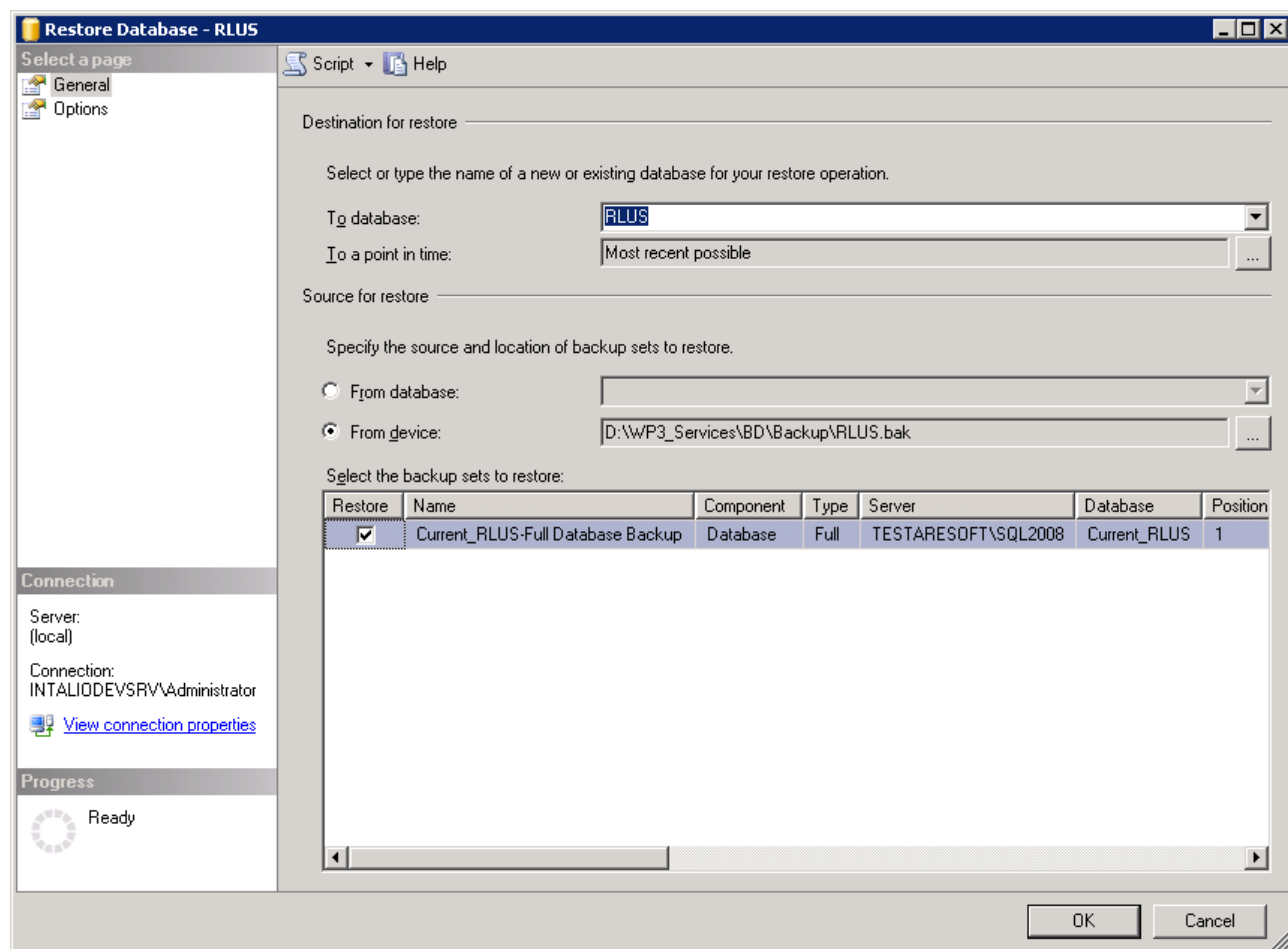 Restore Database - RLUS
Select a page
General
Options
Script
Help
Destination for restore
Select or type the name of a new or existing database for your restore operation.
To database:
RLUS
To a point in time:
Most recent possible
...
Source for restore
Specify the source and location of backup sets to restore.
From database:
From device:
D:\WP3_Services\BD\Backup\RLUS.bak
...
Select the backup sets to restore:
Restore Name Component Type Server Database Position
Current_RLUS-Full Database Backup Database Full TESTARESOFT\SQL2008 Current_RLUS 1
Connection
Server:
(local)
Connection:
INTALIODEVSRV\Administrator
View connection properties
Progress
Ready
OK
Cancel